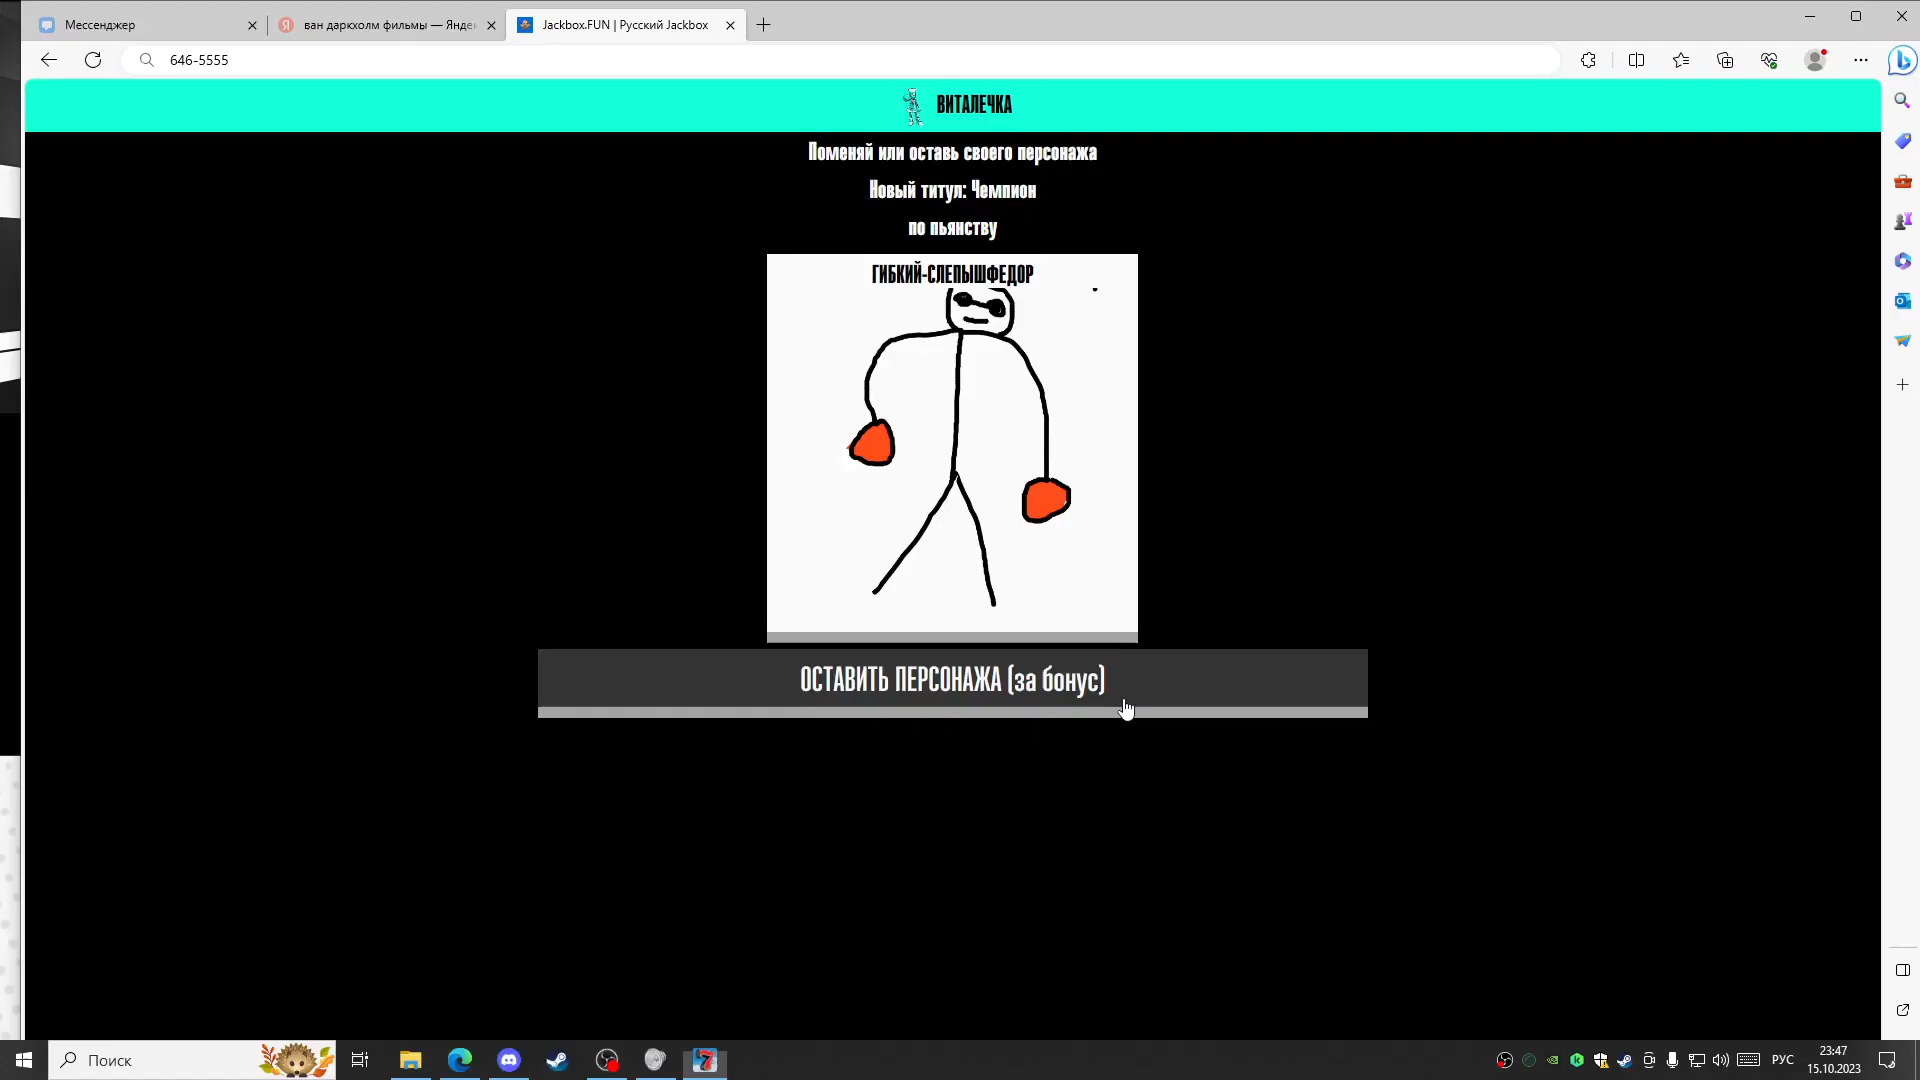 Мессенджер
ван даркхолм фильмы — Янде
Jackbox.FUN | Русский Jackbox
646-5555
ВИТАЛЕЧКА
Поменяй или оставь своего персонажа
Новый титул: Чемпион
по пьянству
ГИБКИЙ-СЛЕПЫШФЕДОР
ОСТАВИТЬ ПЕРСОНАЖА (за бонус)
Поиск
РУС
23:47
15.10.2023